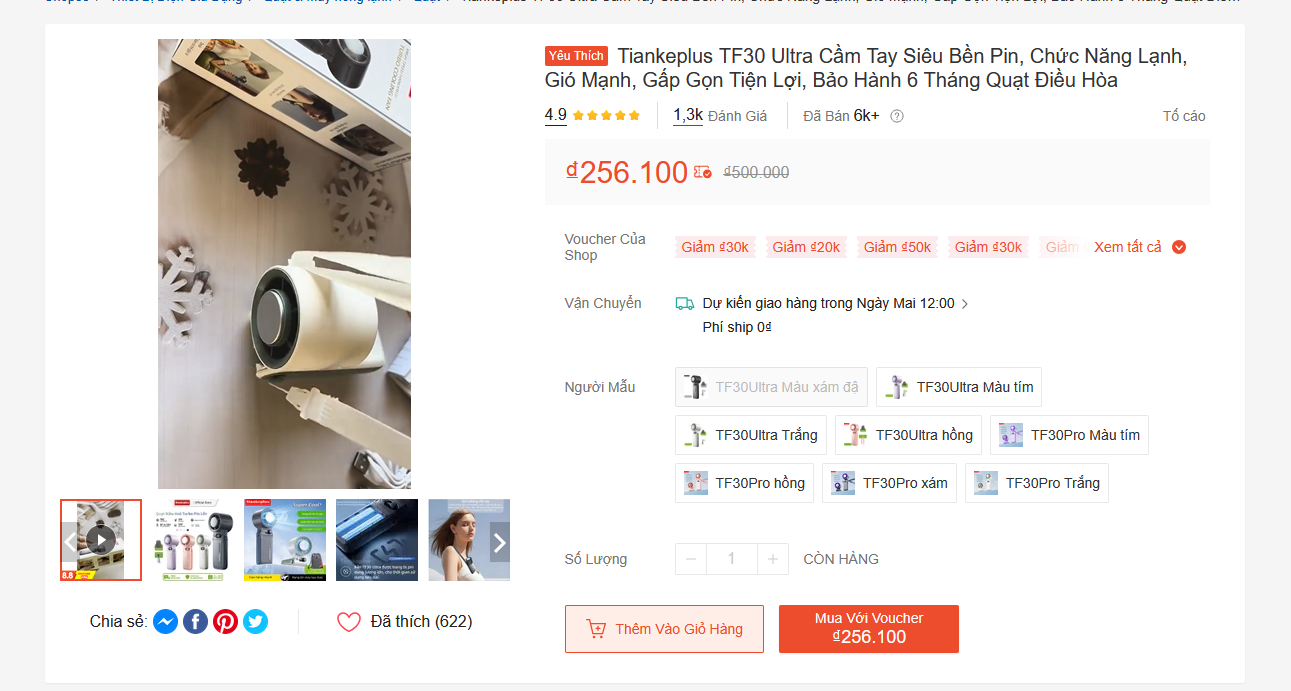 Yêu Thích Tiankeplus TF30 Ultra Cầm Tay Siêu Bền Pin, Chức Năng Lạnh,
Gió Mạnh, Gấp Gọn Tiện Lợi, Bảo Hành 6 Tháng Quạt Điều Hòa
4.9
1,3k Đánh Giá
Đã Bán 6k+
Tố cáo
₫256.100
₫500.000
Voucher Của
Shop
Giảm ₫30k
Giảm ₫20k
Giảm ₫50k
Giảm ₫30k
Giảm
Xem tất cả
Vận Chuyển
Dự kiến giao hàng trong Ngày Mai 12:00
Phí ship 0₫
Người Mẫu
TF30Ultra Màu xám đậ
TF30Ultra Màu tím
TF30Ultra Trắng
TF30Ultra hồng
TF30Pro Màu tím
TF30Pro hồng
TF30Pro xám
TF30Pro Trắng
Số Lượng
1
CÒN HÀNG
8.8
Chia sẻ:
Đã thích (622)
Thêm Vào Giỏ Hàng
Mua Với Voucher
₫256.100